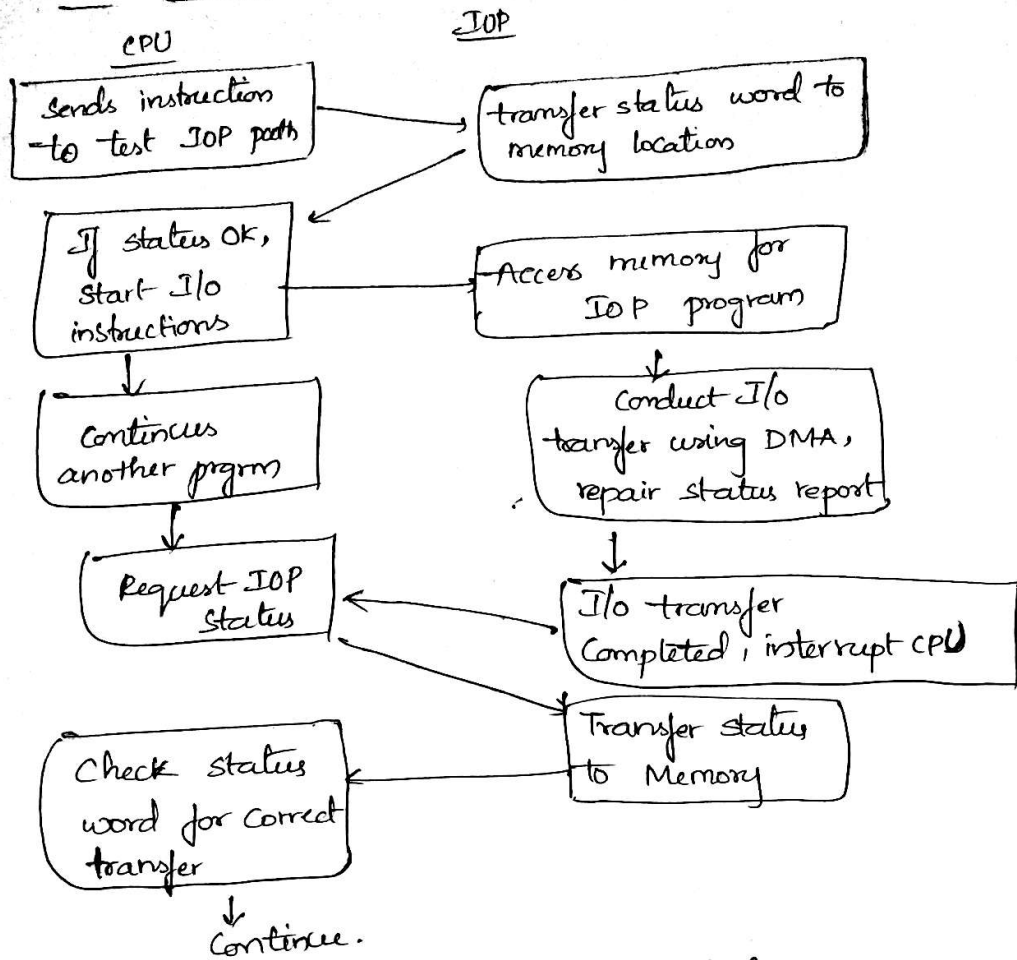 CPU
IOP
Sends instruction
to test IOP path
transfer status word to
memory location
If status OK,
Start I/o
instructions
Access memory for
IOP program
Continues
another prgrm
Conduct I/o
transfer using DMA,
repair status report
Request IOP
Status
I/o transfer
Completed, interrupt CPU
Transfer status
to Memory
Check status
word for correct
transfer
Continue.